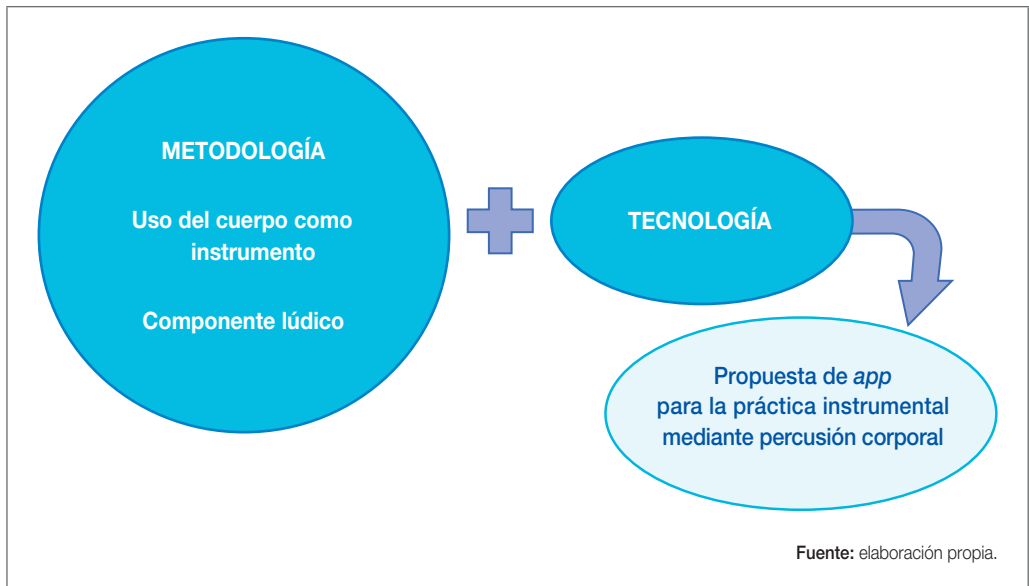 METODOLOGÍA
Uso del cuerpo como
instrumento
Componente lúdico
TECNOLOGÍA
Propuesta de app
para la práctica instrumental
mediante percusión corporal
Fuente: elaboración propia.